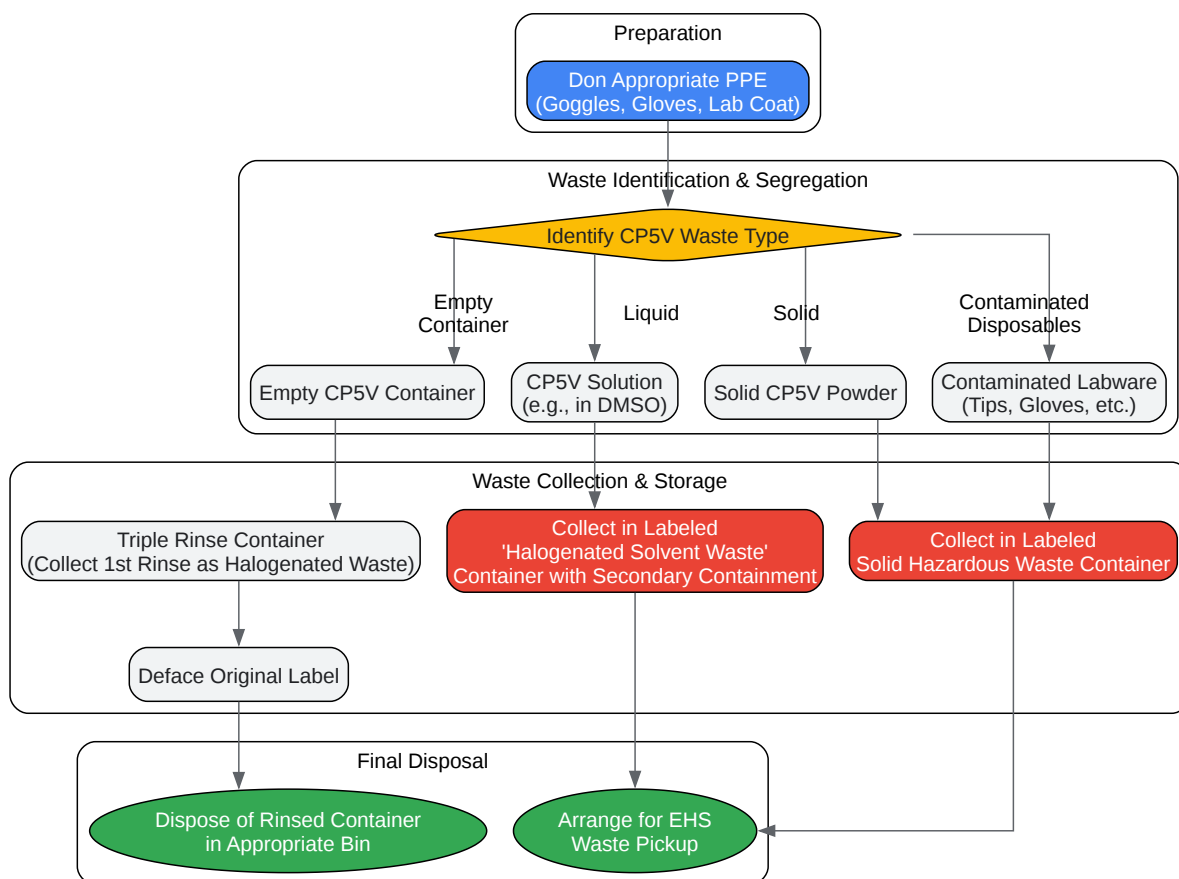 Preparation
Don Appropriate PPE
(Goggles, Gloves, Lab Coat)
Waste Identification & Segregation
Identify CP5V Waste Type
Empty
Container
Liquid
Solid
Contaminated
Disposables
Empty CP5V Container
CP5V Solution
(e.g., in DMSO)
Solid CP5V Powder
Contaminated Labware
(Tips, Gloves, etc.)
Waste Collection & Storage
Triple Rinse Container
(Collect 1st Rinse as Halogenated Waste)
Collect in Labeled
'Halogenated Solvent Waste'
Container with Secondary Containment
Collect in Labeled
Solid Hazardous Waste Container
Deface Original Label
Final Disposal
Dispose of Rinsed Container
in Appropriate Bin
Arrange for EHS
Waste Pickup